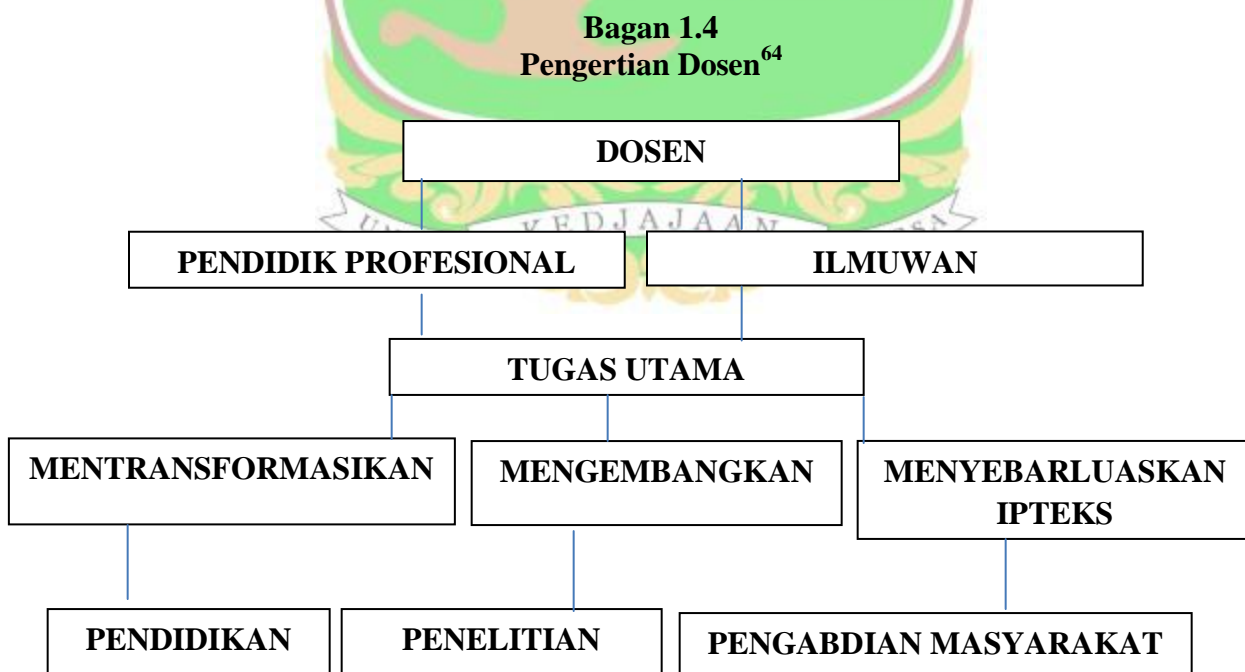 Bagan 1.4
Pengertian Dosen64
DOSEN
KEDJAJAAN
PENDIDIK PROFESIONAL
ILMUWAN
TUGAS UTAMA
MENTRANSFORMASIKAN
MENGEMBANGKAN
MENYEBARLUASKAN
IPTEKS
PENDIDIKAN
PENELITIAN
PENGABDIAN MASYARAKAT